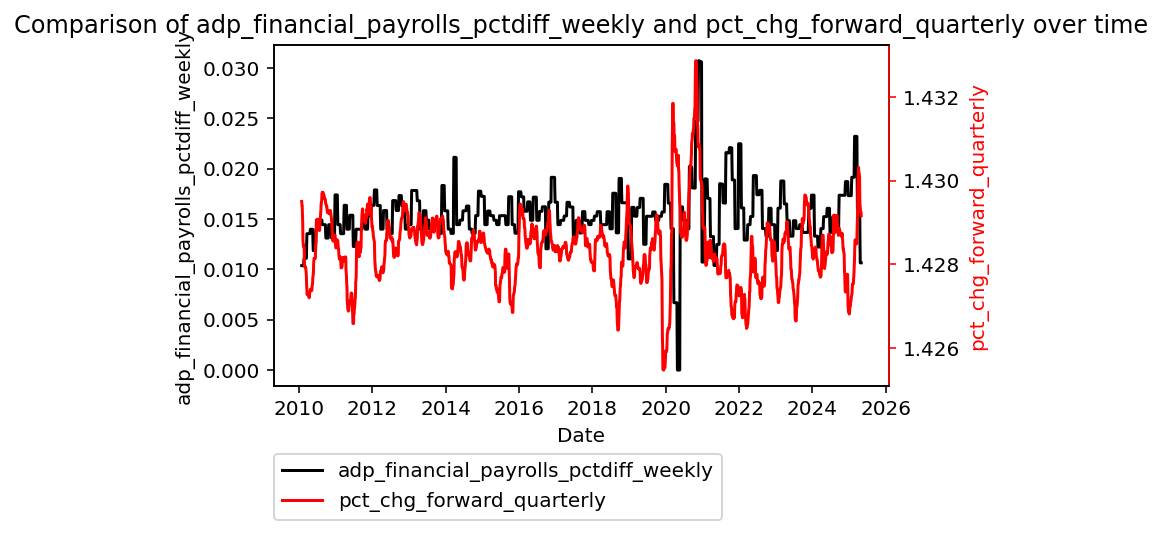 Comparison of adp_financial_payrolls_pctdiff_weekly and pct_chg_forward_quarterly over time
adp_financial_payrolls_pctdiff_weekly
0.030
0.025
0.020
0.015
0.010
0.005
0.000
1.432
1.430
1.428
1.426
pct_chg_forward_quarterly
2010 2012 2014 2016 2018 2020 2022 2024 2026
Date
adp_financial_payrolls_pctdiff_weekly
pct_chg_forward_quarterly